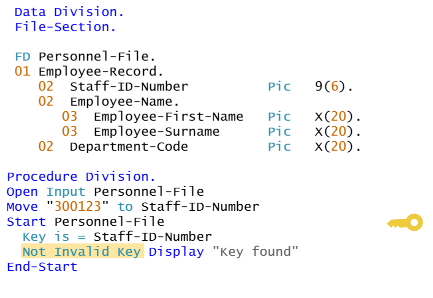 Data Division.
File-Section.
FD Personnel-File.
01 Employee-Record.
02 Staff-ID-Number Pic 9(6).
02 Employee-Name.
03 Employee-First-Name Pic X(20).
03 Employee-Surname Pic X(20).
02 Department-Code Pic X(20).
Procedure Division.
Open Input Personnel-File
Move "300123" to Staff-ID-Number
Start Personnel-File
Key is = Staff-ID-Number
Not Invalid Key Display "Key found"
End-Start